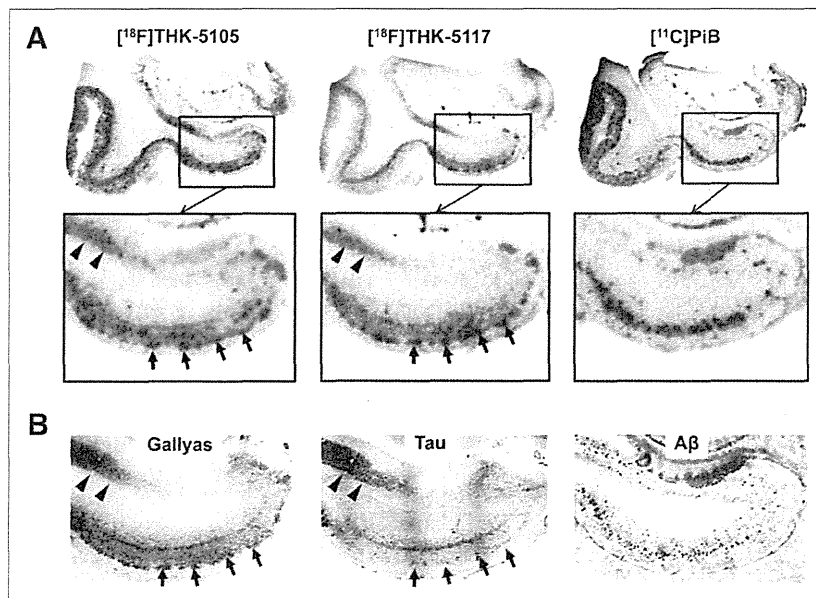 A
[¹⁸F]THK-5105 [¹⁸F]THK-5117 [¹¹C]PiB
B
Gallyas Tau Aβ